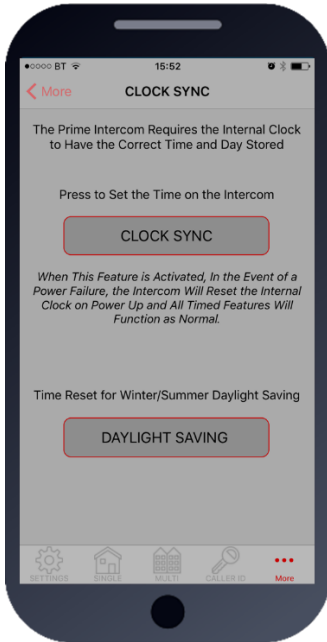 ●○○○○ BT 15:52
More CLOCK SYNC
The Prime Intercom Requires the Internal Clock
to Have the Correct Time and Day Stored
Press to Set the Time on the Intercom
CLOCK SYNC
When This Feature is Activated, In the Event of a
Power Failure, the Intercom Will Reset the Internal
Clock on Power Up and All Timed Features Will
Function as Normal.
Time Reset for Winter/Summer Daylight Saving
DAYLIGHT SAVING
SETTINGS SINGLE MULTI CALLER ID More